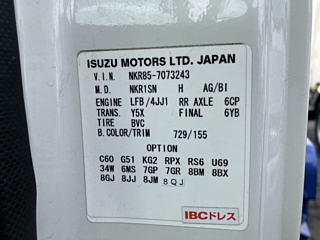 ISUZU MOTORS LTD. JAPAN
V.I.N. NKR85-7073243
M.D. NKR1SN H AG/BI
ENGINE LFB/4JJ1 RR AXLE 6CP
TRANS. Y5X FINAL 6YB
TIRE BVC
B.COLOR/TRIM 729/155
OPTION
C60 G51 KG2 RPX RS6 U69
34W 6MS 7GP 7GR 8BM 8BX
8GJ 8JJ 8JM 8QJ
IBCドレス